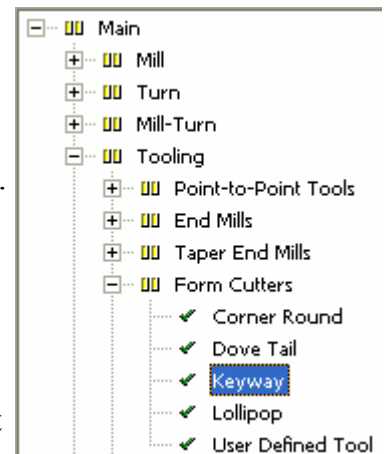 Main
Mill
Turn
Mill-Turn
Tooling
Point-to-Point Tools
End Mills
Taper End Mills
Form Cutters
Corner Round
Dove Tail
Keyway
Lollipop
User Defined Tool